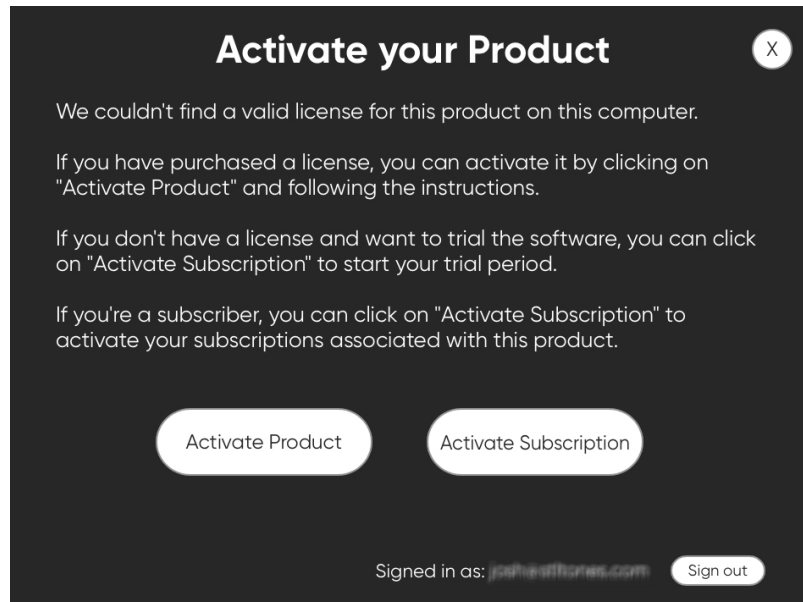 Activate your Product
X
We couldn't find a valid license for this product on this computer.
If you have purchased a license, you can activate it by clicking on
"Activate Product" and following the instructions.
If you don't have a license and want to trial the software, you can click
on "Activate Subscription" to start your trial period.
If you're a subscriber, you can click on "Activate Subscription" to
activate your subscriptions associated with this product.
Activate Product
Activate Subscription
Signed in as:
Sign out